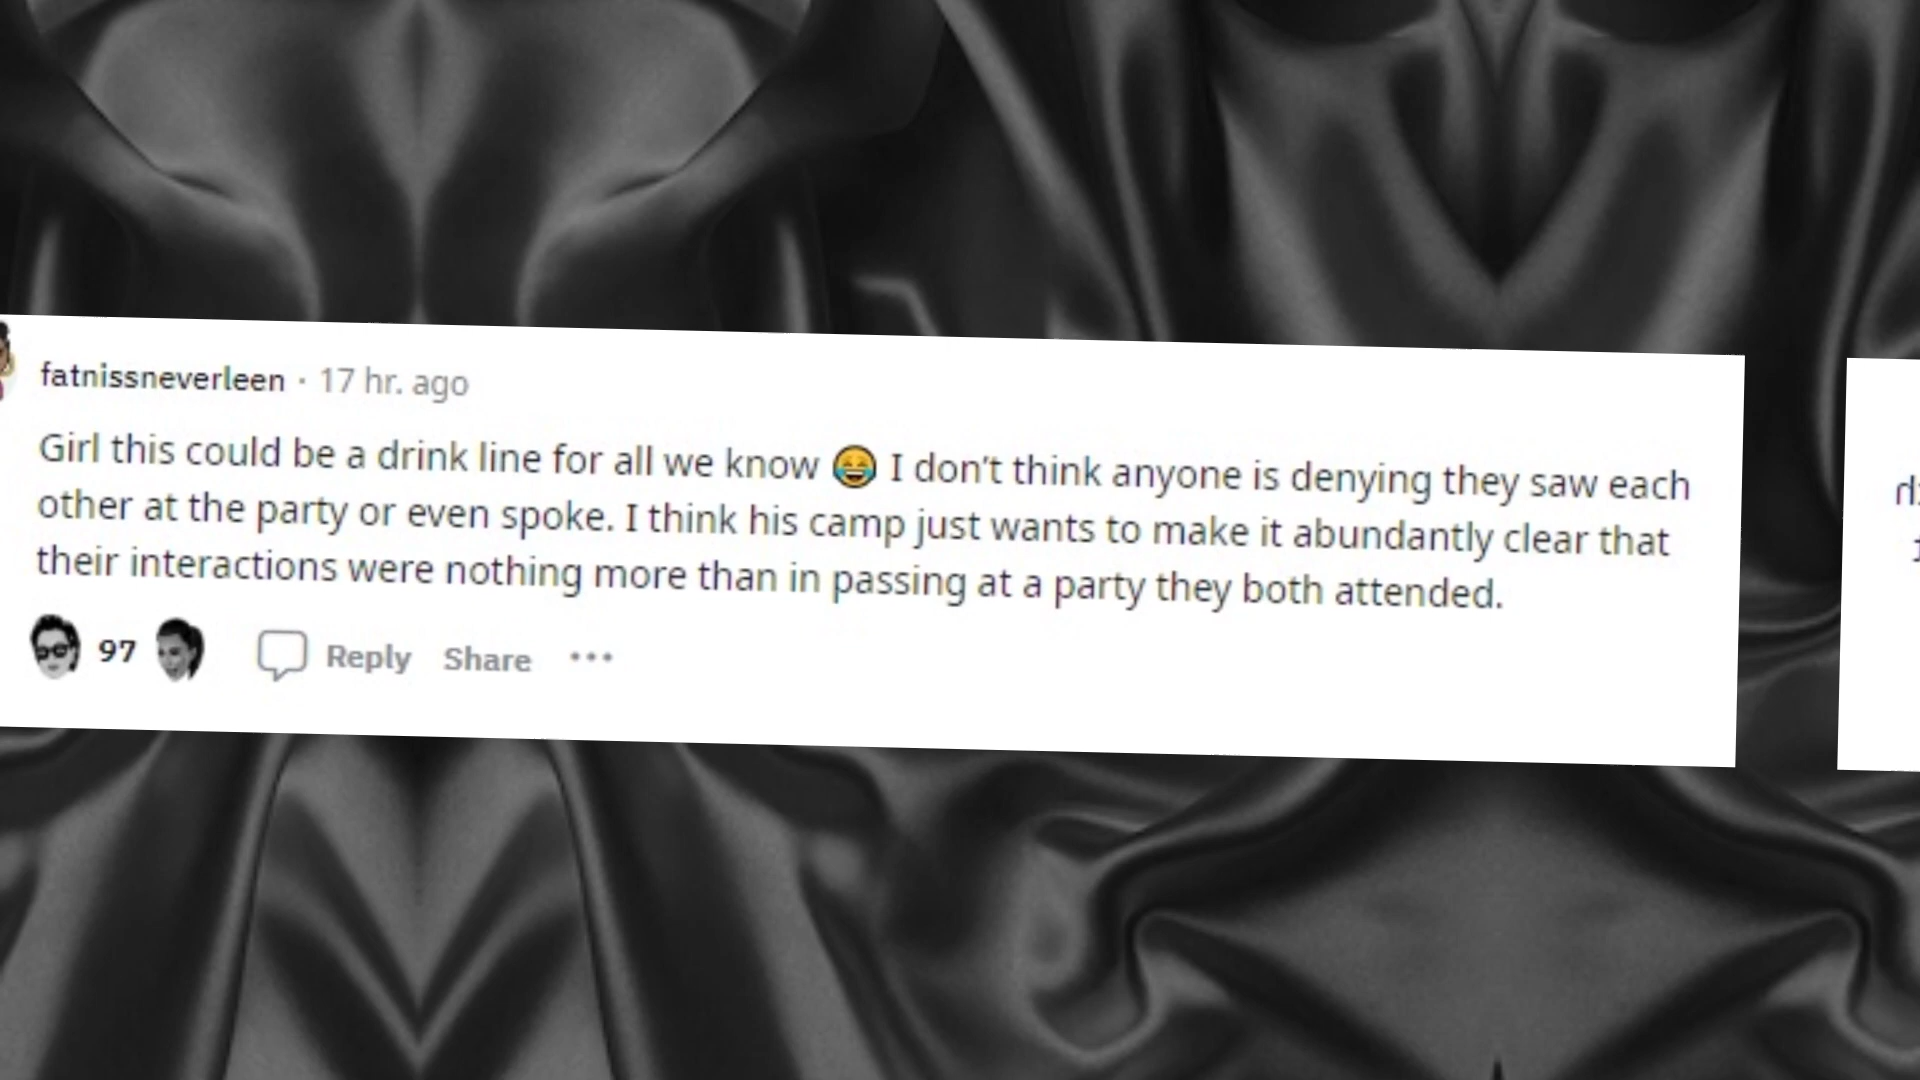 fatnissneverleen · 17 hr. ago
Girl this could be a drink line for all we know 😂 I don't think anyone is denying they saw each
other at the party or even spoke. I think his camp just wants to make it abundantly clear that
their interactions were nothing more than in passing at a party they both attended.
97 Reply Share ...